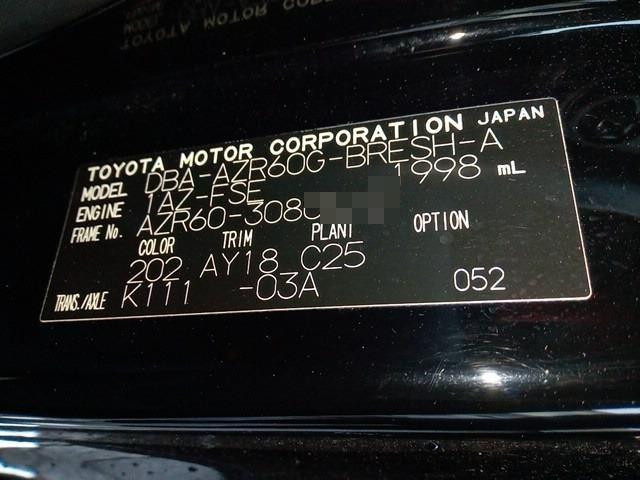 TOYOTA MOTOR CORPORATION JAPAN
MODEL DBA-AZR60G-BRESH-A
ENGINE 1AZ-FSE 1998 mL
FRAME No. AZR60-308
COLOR TRIM PLANT OPTION
202 AY18 C25
TRANS./AXLE K111 -03A 052